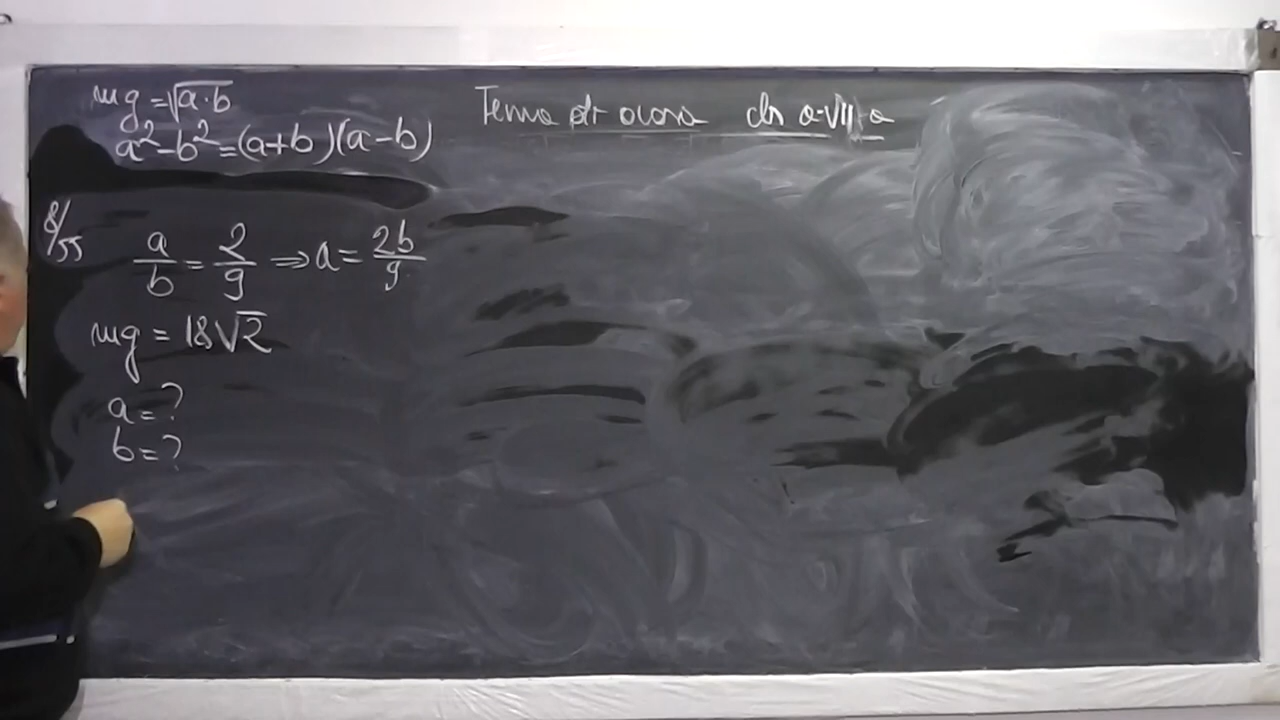 mg = √a·b
a² - b² = (a+b)(a-b)
Tema de acasă cls a-VII-a
8/55
a/b = 2/9 ⇒ a = 2b/9
mg = 18√2
a = ?
b = ?